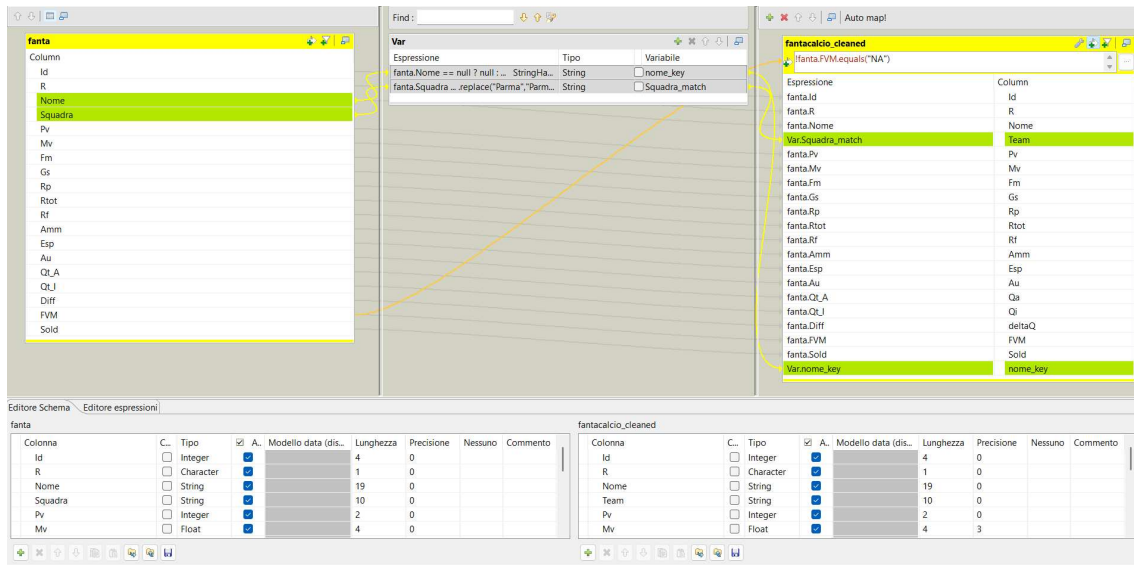 Find :
Auto map!
fanta
Column
Id
R
Nome
Squadra
Pv
Mv
Fm
Gs
Rp
Rtot
Rf
Amm
Esp
Au
Qt_A
Qt_I
Diff
FVM
Sold
Var
Espressione Tipo Variabile
fanta.Nome == null ? null : ... StringHa... String nome_key
fanta.Squadra ... .replace("Parma","Parm... String Squadra_match
fantacalcio_cleaned
!fanta.FVM.equals("NA")
...
Espressione Column
fanta.Id Id
fanta.R R
fanta.Nome Nome
Var.Squadra_match Team
fanta.Pv Pv
fanta.Mv Mv
fanta.Fm Fm
fanta.Gs Gs
fanta.Rp Rp
fanta.Rtot Rtot
fanta.Rf Rf
fanta.Amm Amm
fanta.Esp Esp
fanta.Au Au
fanta.Qt_A Qa
fanta.Qt_I Qi
fanta.Diff deltaQ
fanta.FVM FVM
fanta.Sold Sold
Var.nome_key nome_key
Editore Schema Editore espressioni
fanta
Colonna C... Tipo A.. Modello data (dis... Lunghezza Precisione Nessuno Commento
Id Integer 4 0
R Character 1 0
Nome String 19 0
Squadra String 10 0
Pv Integer 2 0
Mv Float 4 0
fantacalcio_cleaned
Colonna C... Tipo A.. Modello data (dis... Lunghezza Precisione Nessuno Commento
Id Integer 4 0
R Character 1 0
Nome String 19 0
Team String 10 0
Pv Integer 2 0
Mv Float 4 3